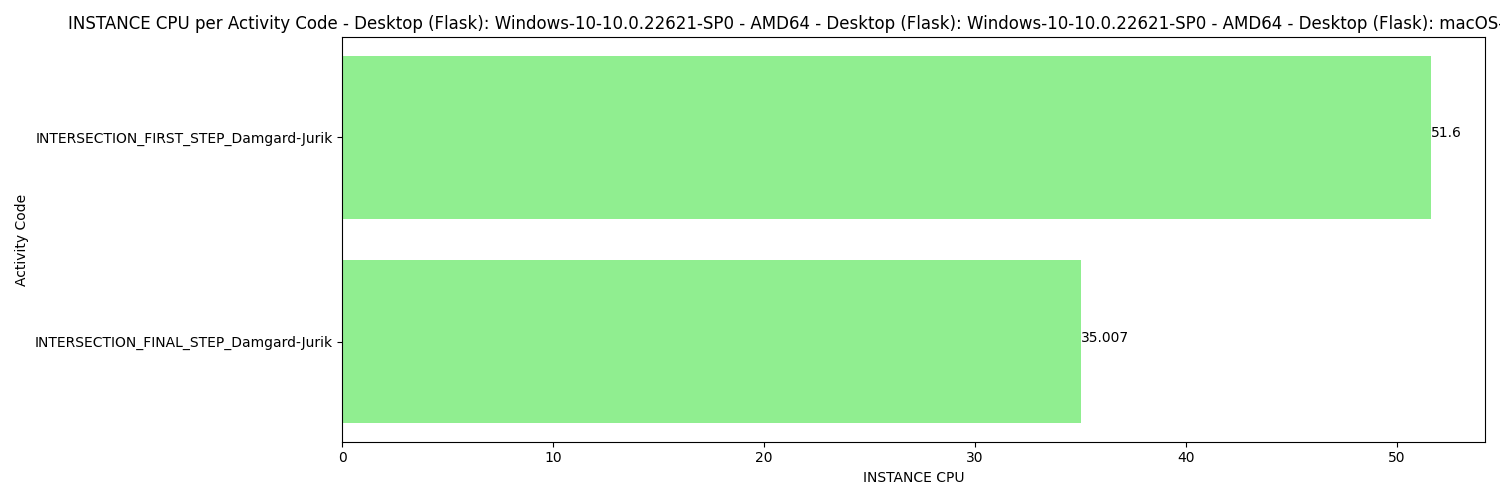 INSTANCE CPU per Activity Code - Desktop (Flask): Windows-10-10.0.22621-SP0 - AMD64 - Desktop (Flask): Windows-10-10.0.22621-SP0 - AMD64 - Desktop (Flask): macOS-
INTERSECTION_FIRST_STEP_Damgard-Jurik
51.6
Activity Code
INTERSECTION_FINAL_STEP_Damgard-Jurik
35.007
0 10 20 30 40 50
INSTANCE CPU